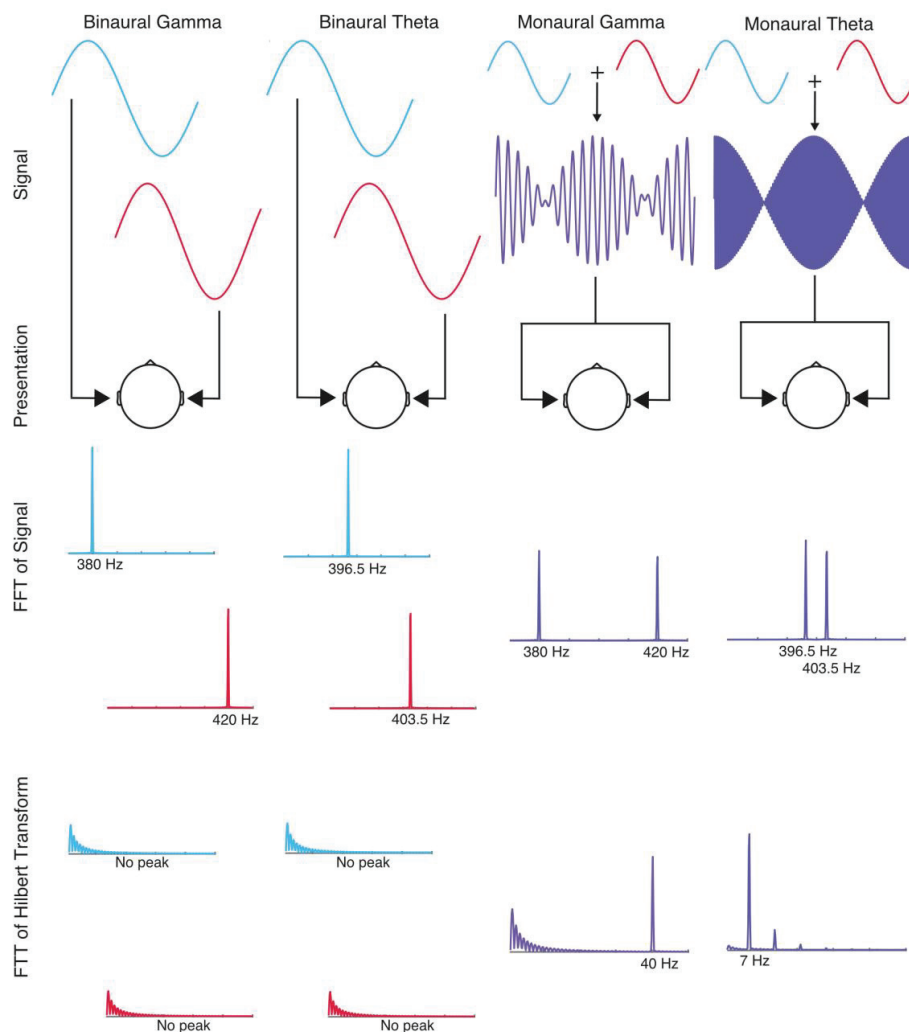 Binaural Gamma
Binaural Theta
Monaural Gamma
Monaural Theta
Signal
+
+
Presentation
FFT of Signal
380 Hz
396.5 Hz
420 Hz
403.5 Hz
380 Hz
420 Hz
396.5 Hz
403.5 Hz
FTT of Hilbert Transform
No peak
No peak
40 Hz
7 Hz
No peak
No peak